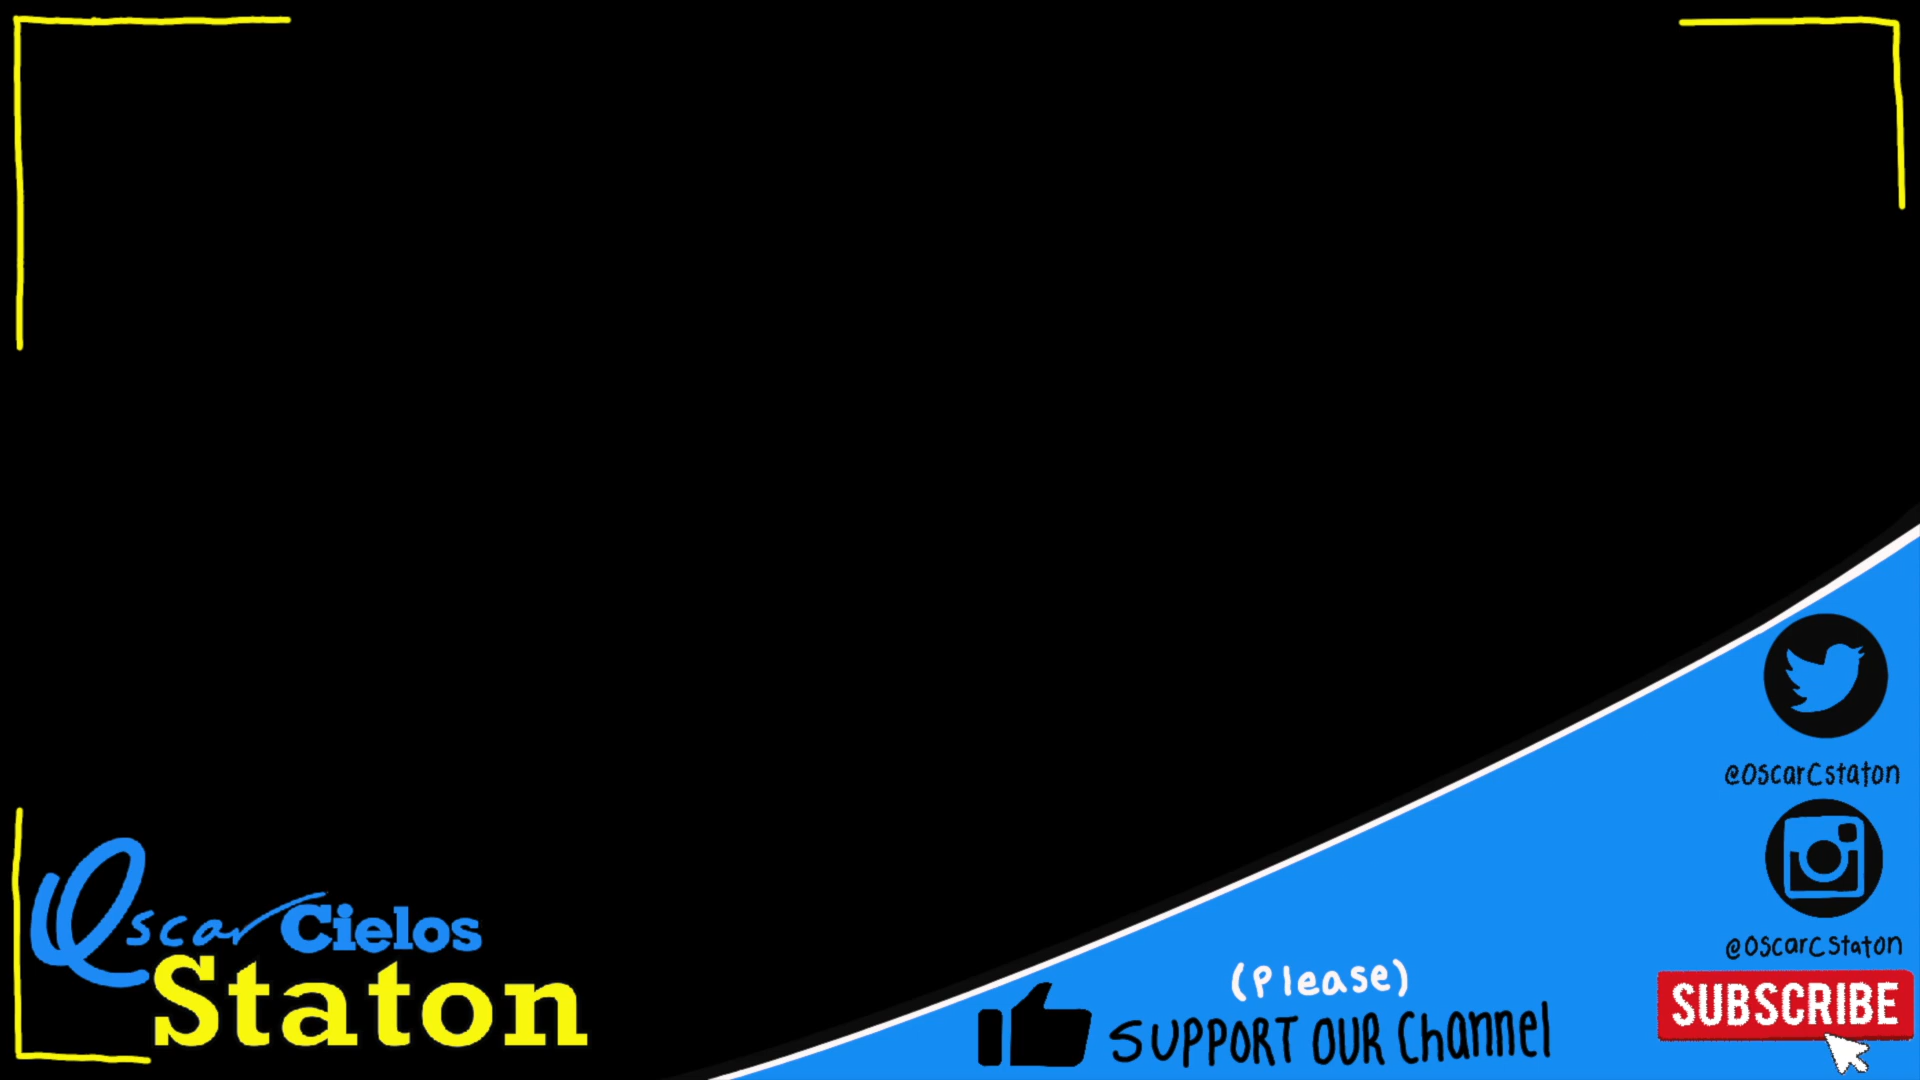 Oscar Cielos
Staton
@OscarCstaton
@OscarCstaton
(Please)
SUPPORT OUR Channel
SUBSCRIBE